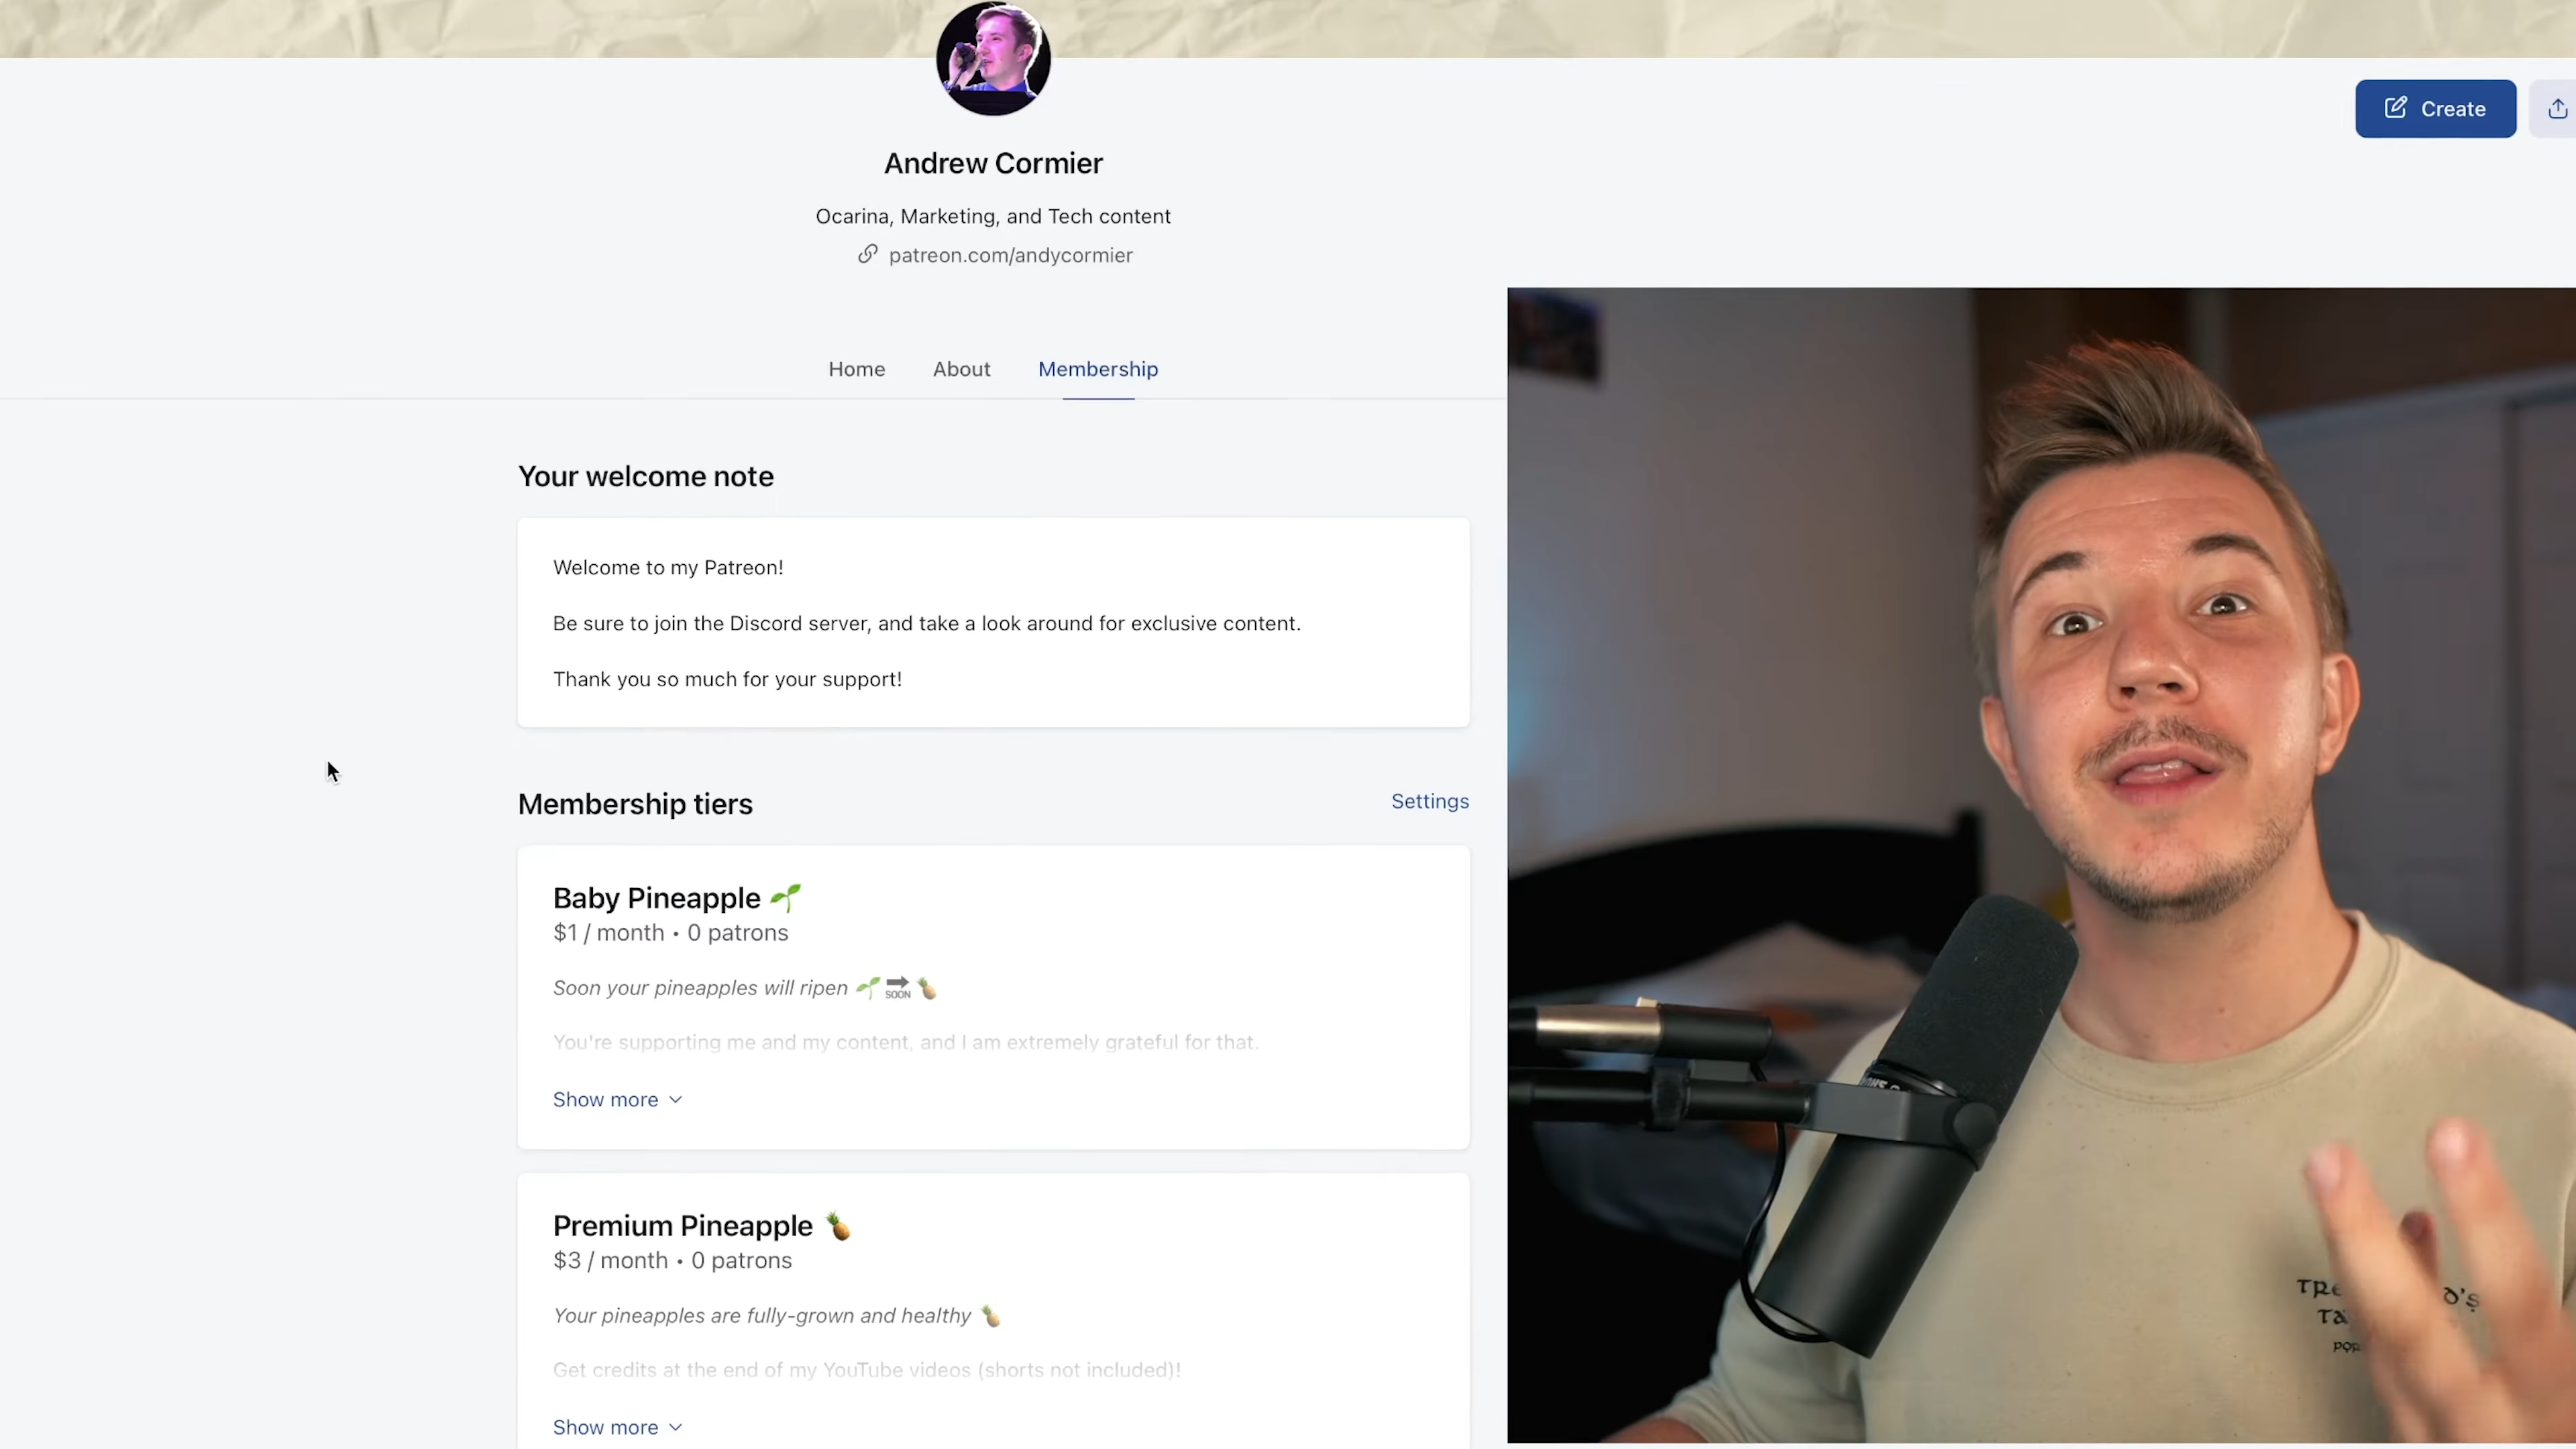 Create
Andrew Cormier
Ocarina, Marketing, and Tech content
patreon.com/andycormier
Home About Membership
Your welcome note
Welcome to my Patreon!
Be sure to join the Discord server, and take a look around for exclusive content.
Thank you so much for your support!
Membership tiers
Settings
Baby Pineapple 🌱
$1 / month • 0 patrons
Soon your pineapples will ripen 🌱 🔜 🍍
You're supporting me and my content, and I am extremely grateful for that.
Show more
Premium Pineapple 🍍
$3 / month • 0 patrons
Your pineapples are fully-grown and healthy 🍍
Get credits at the end of my YouTube videos (shorts not included)!
Show more